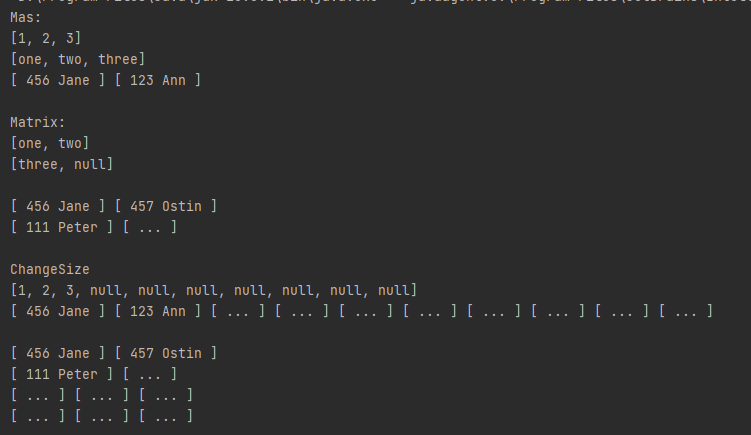 Mas:
[1, 2, 3]
[one, two, three]
[ 456 Jane ] [ 123 Ann ]
Matrix:
[one, two]
[three, null]
[ 456 Jane ] [ 457 Ostin ]
[ 111 Peter ] [ ... ]
ChangeSize
[1, 2, 3, null, null, null, null, null, null, null]
[ 456 Jane ] [ 123 Ann ] [ ... ] [ ... ] [ ... ] [ ... ] [ ... ] [ ... ] [ ... ] [ ... ]
[ 456 Jane ] [ 457 Ostin ]
[ 111 Peter ] [ ... ]
[ ... ] [ ... ] [ ... ]
[ ... ] [ ... ] [ ... ]